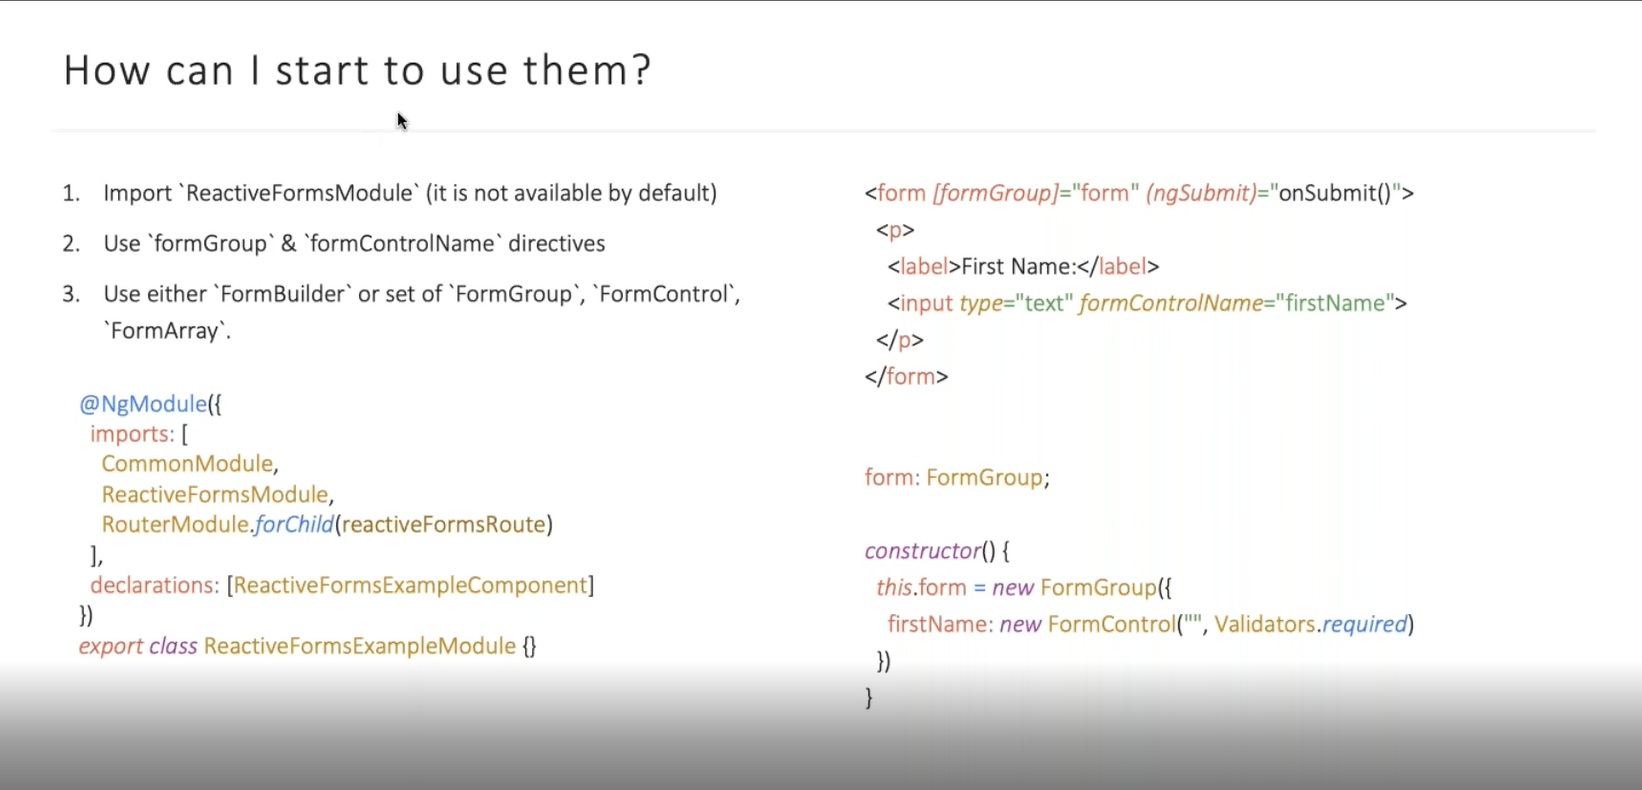 How can I start to use them?
1. Import `ReactiveFormsModule` (it is not available by default)
2. Use `formGroup` & `formControlName` directives
3. Use either `FormBuilder` or set of `FormGroup`, `FormControl`,
`FormArray`.
@NgModule({
imports: [
CommonModule,
ReactiveFormsModule,
RouterModule.forChild(reactiveFormsRoute)
],
declarations: [ReactiveFormsExampleComponent]
})
export class ReactiveFormsExampleModule {}
<form [formGroup]="form" (ngSubmit)="onSubmit()">
<p>
<label>First Name:</label>
<input type="text" formControlName="firstName">
</p>
</form>
form: FormGroup;
constructor() {
this.form = new FormGroup({
firstName: new FormControl("", Validators.required)
})
}